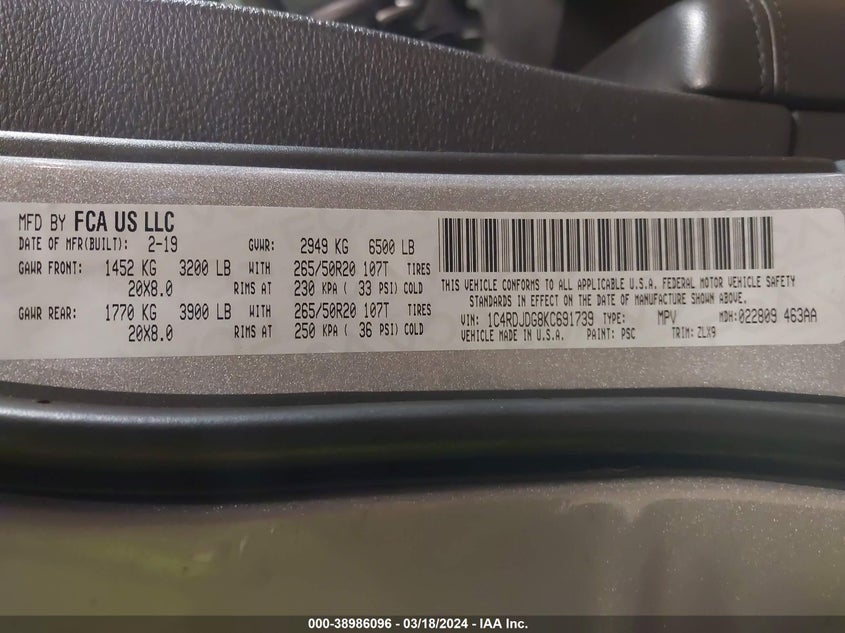 MFD BY FCA US LLC
DATE OF MFR(BUILT): 2-19 GVWR: 2949 KG 6500 LB
GAWR FRONT: 1452 KG 3200 LB WITH 265/50R20 107T TIRES
20X8.0 RIMS AT 230 KPA ( 33 PSI) COLD
GAWR REAR: 1770 KG 3900 LB WITH 265/50R20 107T TIRES
20X8.0 RIMS AT 250 KPA ( 36 PSI) COLD
THIS VEHICLE CONFORMS TO ALL APPLICABLE U.S.A. FEDERAL MOTOR VEHICLE SAFETY
STANDARDS IN EFFECT ON THE DATE OF MANUFACTURE SHOWN ABOVE.
VIN: 1C4RDJDG8KC691739 TYPE: MPV MDH:022809 463AA
VEHICLE MADE IN U.S.A. PAINT: PSC TRIM: ZLX9
000-38986096 - 03/18/2024 - IAA Inc.